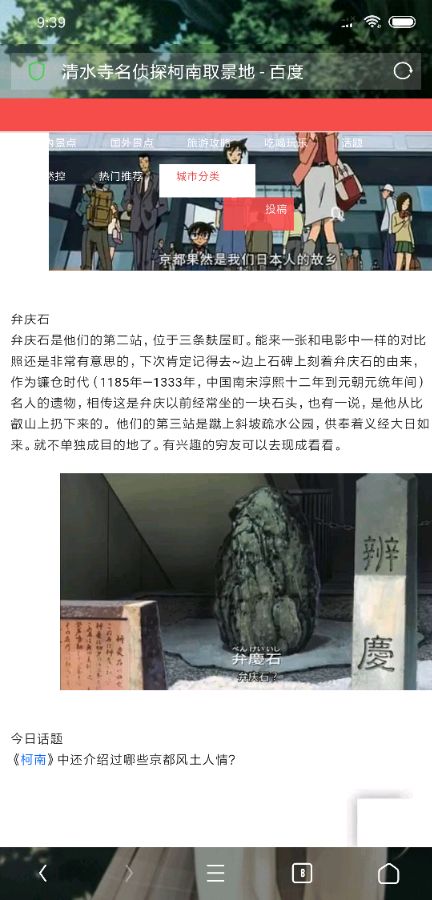 9:39
清水寺名侦探柯南取景地 - 百度
内景点 国外景点 旅游攻略 吃喝玩乐 话题
热门推荐 城市分类
投稿
京都果然是我们日本人的故乡
弁庆石
弁庆石是他们的第二站，位于三条麸屋町。能来一张和电影中一样的对比
照还是非常有意思的，下次肯定记得去~边上石碑上刻着弁庆石的由来，
作为镰仓时代（1185年—1333年，中国南宋淳熙十二年到元朝元统年间）
名人的遗物，相传这是弁庆以前经常坐的一块石头，也有一说，是他从比
叡山上扔下来的。他们的第三站是蹴上斜坡疏水公园，供奉着义经大日如
来。就不单独成目的地了。有兴趣的穷友可以去现成看看。
辨
慶
べん けい いし
弁慶石
弁庆石？
今日话题
《柯南》中还介绍过哪些京都风土人情？
B